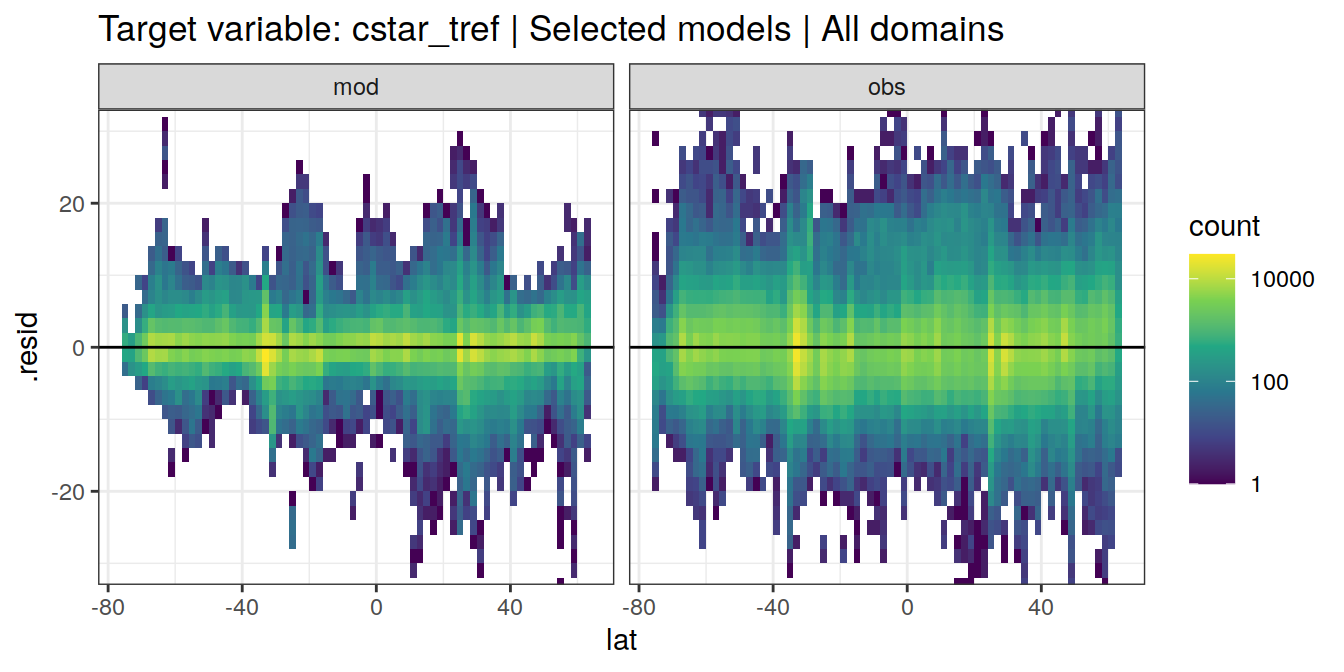 Target variable: cstar_tref | Selected models | All domains
mod
obs
.resid
20
0
-20
-80
-40
0
40
-80
-40
0
40
lat
count
10000
100
1